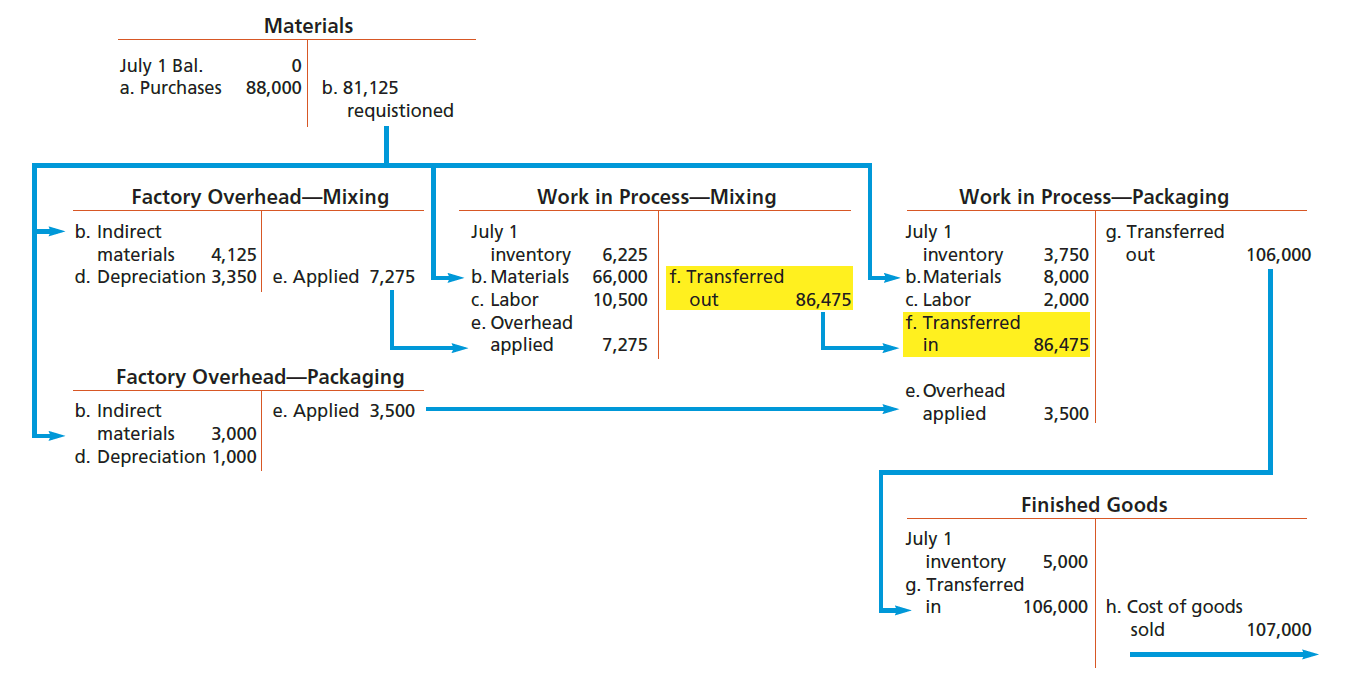 Materials
July 1 Bal. 0
a. Purchases 88,000 b. 81,125
requistioned
Factory Overhead—Mixing
b. Indirect
materials 4,125
d. Depreciation 3,350 e. Applied 7,275
Work in Process—Mixing
July 1
inventory 6,225
b. Materials 66,000 f. Transferred
c. Labor 10,500 out 86,475
e. Overhead
applied 7,275
Work in Process—Packaging
July 1 g. Transferred
inventory 3,750 out 106,000
b.Materials 8,000
c. Labor 2,000
f. Transferred
in 86,475
e.Overhead
applied 3,500
Factory Overhead—Packaging
b. Indirect e. Applied 3,500
materials 3,000
d. Depreciation 1,000
Finished Goods
July 1
inventory 5,000
g. Transferred
in 106,000 h. Cost of goods
sold 107,000